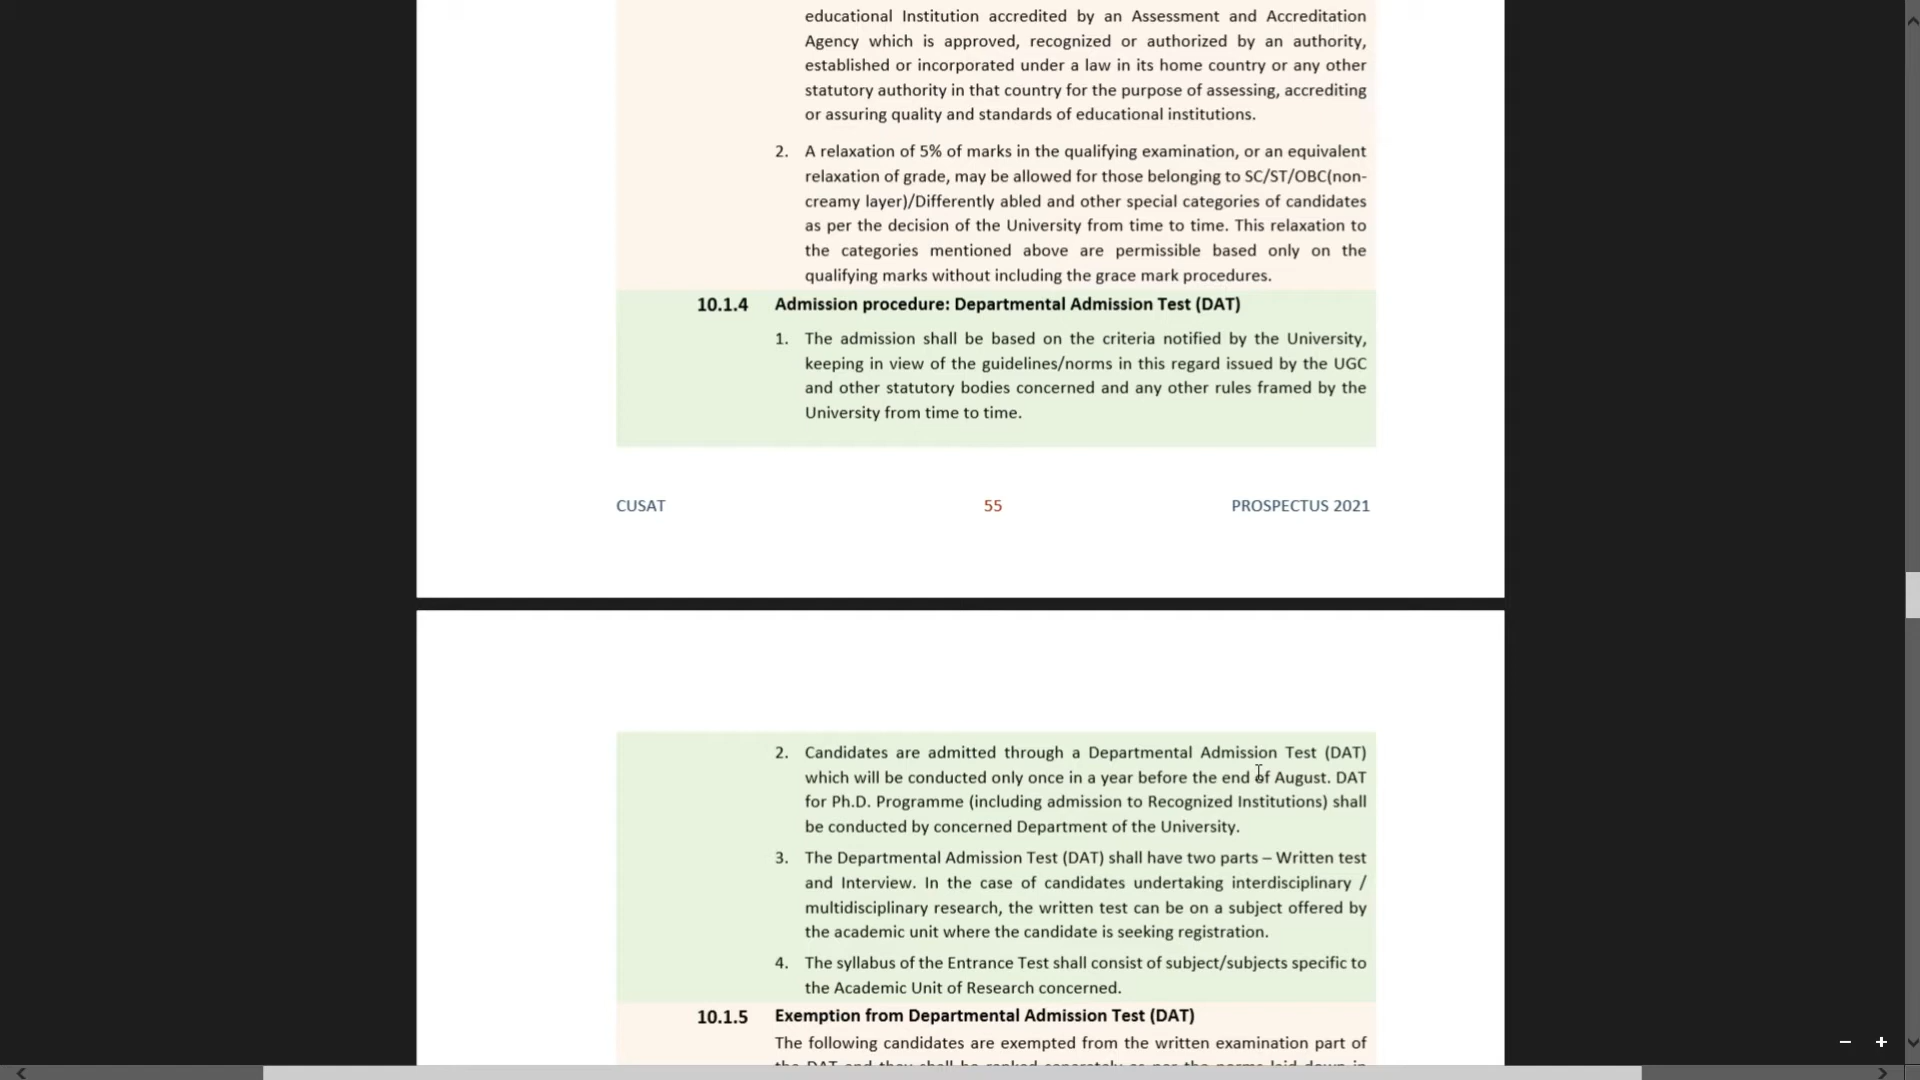 educational Institution accredited by an Assessment and Accreditation
Agency which is approved, recognized or authorized by an authority,
established or incorporated under a law in its home country or any other
statutory authority in that country for the purpose of assessing, accrediting
or assuring quality and standards of educational institutions.
2. A relaxation of 5% of marks in the qualifying examination, or an equivalent
relaxation of grade, may be allowed for those belonging to SC/ST/OBC(non-
creamy layer)/Differently abled and other special categories of candidates
as per the decision of the University from time to time. This relaxation to
the categories mentioned above are permissible based only on the
qualifying marks without including the grace mark procedures.
10.1.4 Admission procedure: Departmental Admission Test (DAT)
1. The admission shall be based on the criteria notified by the University,
keeping in view of the guidelines/norms in this regard issued by the UGC
and other statutory bodies concerned and any other rules framed by the
University from time to time.
CUSAT 55 PROSPECTUS 2021
2. Candidates are admitted through a Departmental Admission Test (DAT)
which will be conducted only once in a year before the end of August. DAT
for Ph.D. Programme (including admission to Recognized Institutions) shall
be conducted by concerned Department of the University.
3. The Departmental Admission Test (DAT) shall have two parts – Written test
and Interview. In the case of candidates undertaking interdisciplinary /
multidisciplinary research, the written test can be on a subject offered by
the academic unit where the candidate is seeking registration.
4. The syllabus of the Entrance Test shall consist of subject/subjects specific to
the Academic Unit of Research concerned.
10.1.5 Exemption from Departmental Admission Test (DAT)
The following candidates are exempted from the written examination part of
the DAT and they shall be ranked separately as per the norms laid down in